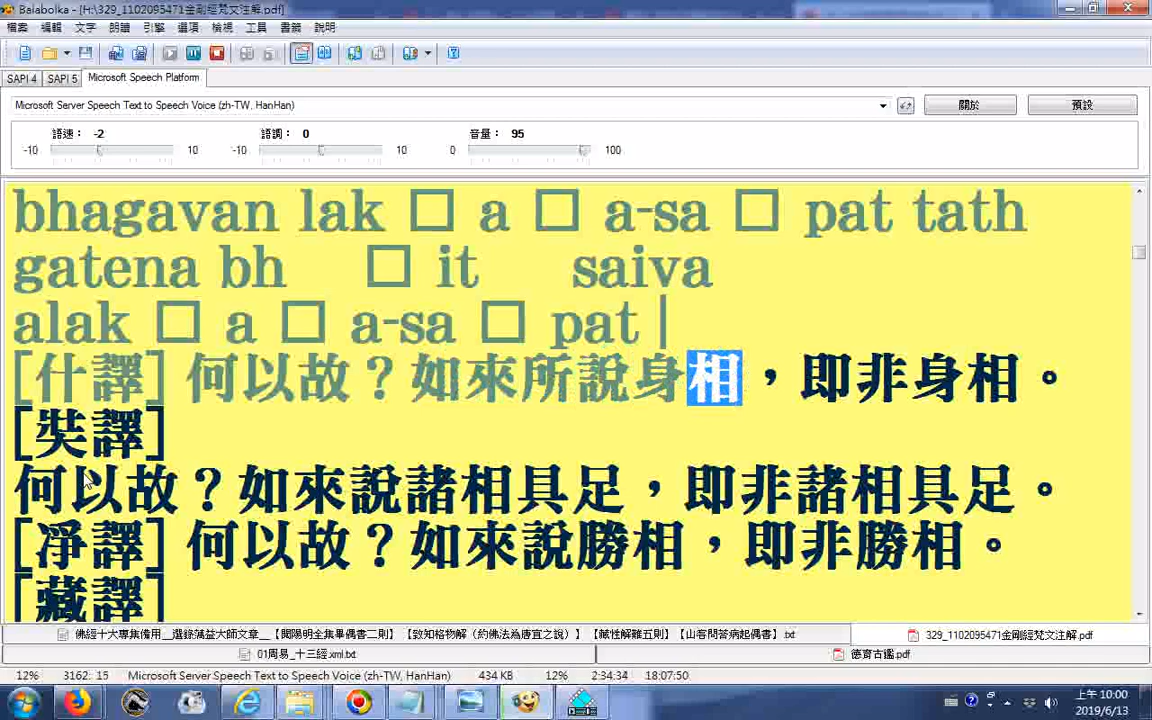 Balabolka - [H:\329_1102095471金剛經梵文注解.pdf]
檔案 編輯 文字 朗讀 引擎 選項 檢視 工具 書籤 說明
SAPI 4 SAPI 5 Microsoft Speech Platform
Microsoft Server Speech Text to Speech Voice (zh-TW, HanHan) 關於 預設
語速： -2 語調： 0 音量： 95
-10 10 -10 10 0 100
bhagavan lak □ a □ a-sa □ pat tath
gatena bh □ it saiva
alak □ a □ a-sa □ pat |
[什譯] 何以故？如來所說身相，即非身相。
[奘譯]
何以故？如來說諸相具足，即非諸相具足。
[淨譯] 何以故？如來說勝相，即非勝相。
[藏譯]
佛經十大專集備用__選錄蕅益大師文章__【閱陽明全集畢偶書二則】【致知格物解（約佛法為唐宜之說）】【馘性解難五則】【山客問答病起偶書】.txt 329_1102095471金剛經梵文注解.pdf
01周易_十三經.xml.txt 德育古鑑.pdf
12% 3162: 15 Microsoft Server Speech Text to Speech Voice (zh-TW, HanHan) 434 KB 12% 2:34:34 18:07:50
上午 10:00
2019/6/13